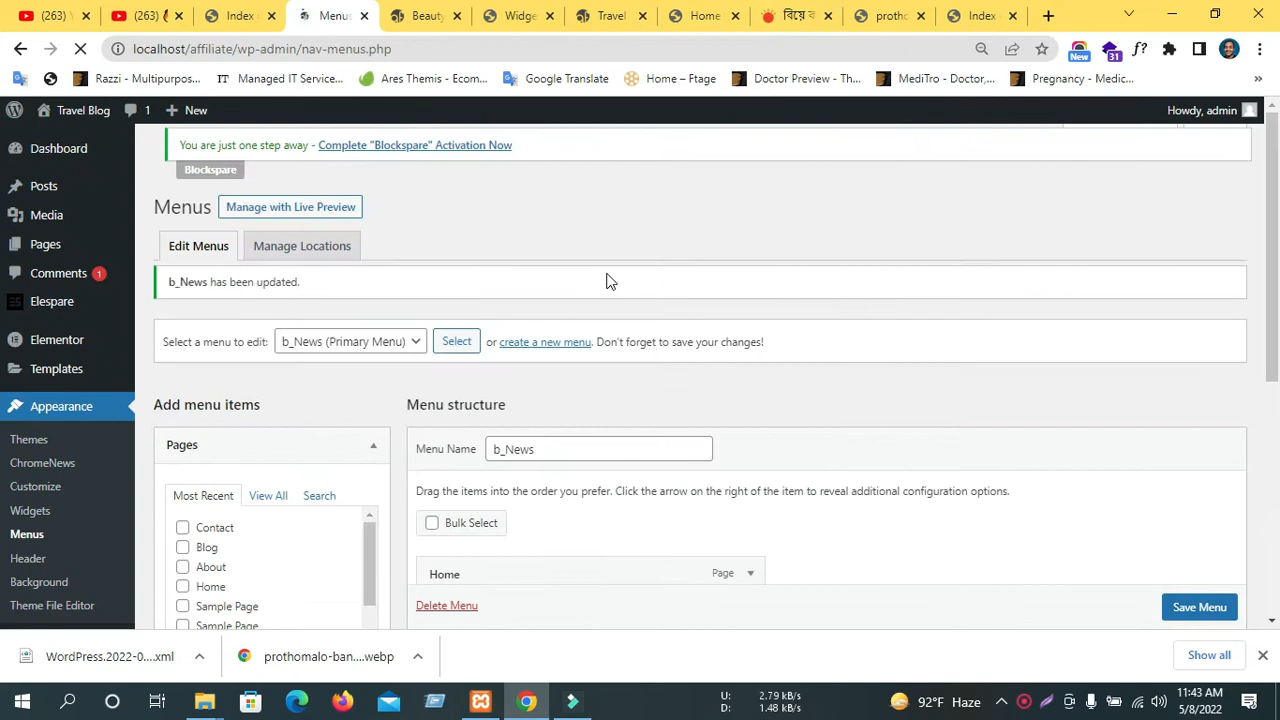 (263) Y
(263)
Index
Menus
Beauty
Widge
Travel
Home
বিয়ে ক
protho
Index
localhost/affiliate/wp-admin/nav-menus.php
New
31
f?
Razzi - Multipurpos...
IT
Managed IT Service...
Ares Themis - Ecom...
Google Translate
Home – Ftage
Doctor Preview - Th...
MediTro - Doctor,...
Pregnancy - Medic...
»
Travel Blog
1
New
Howdy, admin
Dashboard
Posts
Media
Pages
Comments 1
Elespare
Elementor
Templates
Appearance
Themes
ChromeNews
Customize
Widgets
Menus
Header
Background
Theme File Editor
You are just one step away - Complete "Blockspare" Activation Now
Blockspare
Menus
Manage with Live Preview
Edit Menus
Manage Locations
b_News has been updated.
Select a menu to edit:
b_News (Primary Menu)
Select
or create a new menu. Don't forget to save your changes!
Add menu items
Pages
Most Recent
View All
Search
Contact
Blog
About
Home
Sample Page
Sample Page
Menu structure
Menu Name
b_News
Drag the items into the order you prefer. Click the arrow on the right of the item to reveal additional configuration options.
Bulk Select
Home
Page
Delete Menu
Save Menu
WordPress.2022-0....xml
prothomalo-ban....webp
Show all
U:
D:
2.79 kB/s
1.48 kB/s
92°F Haze
11:43 AM
5/8/2022